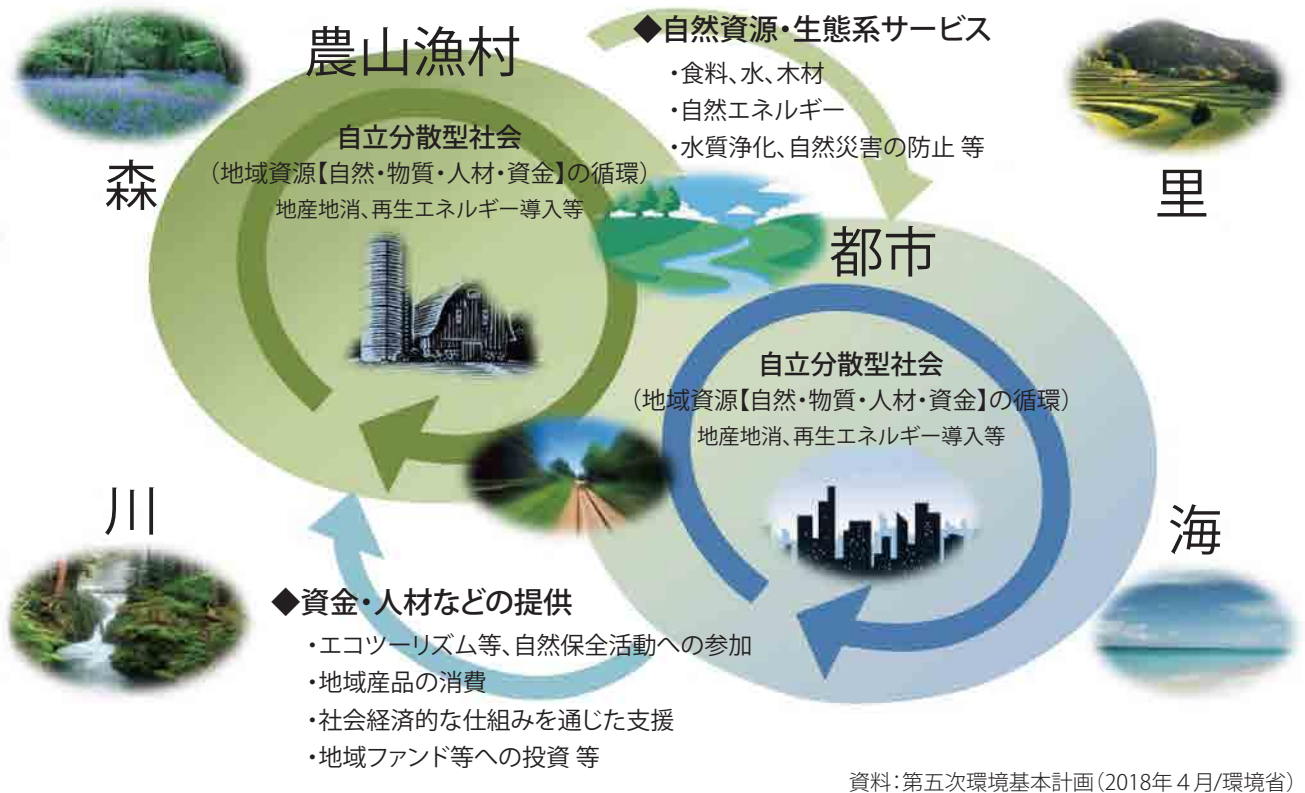 農山漁村
◆自然資源・生態系サービス
・食料、水、木材
・自然エネルギー
・水質浄化、自然災害の防止 等
森
里
自立分散型社会
(地域資源【自然・物質・人材・資金】の循環)
地産地消、再生エネルギー導入等
都市
自立分散型社会
(地域資源【自然・物質・人材・資金】の循環)
地産地消、再生エネルギー導入等
川
海
◆資金・人材などの提供
・エコツーリズム等、自然保全活動への参加
・地域産品の消費
・社会経済的な仕組みを通じた支援
・地域ファンド等への投資 等
資料:第五次環境基本計画(2018年4月/環境省)